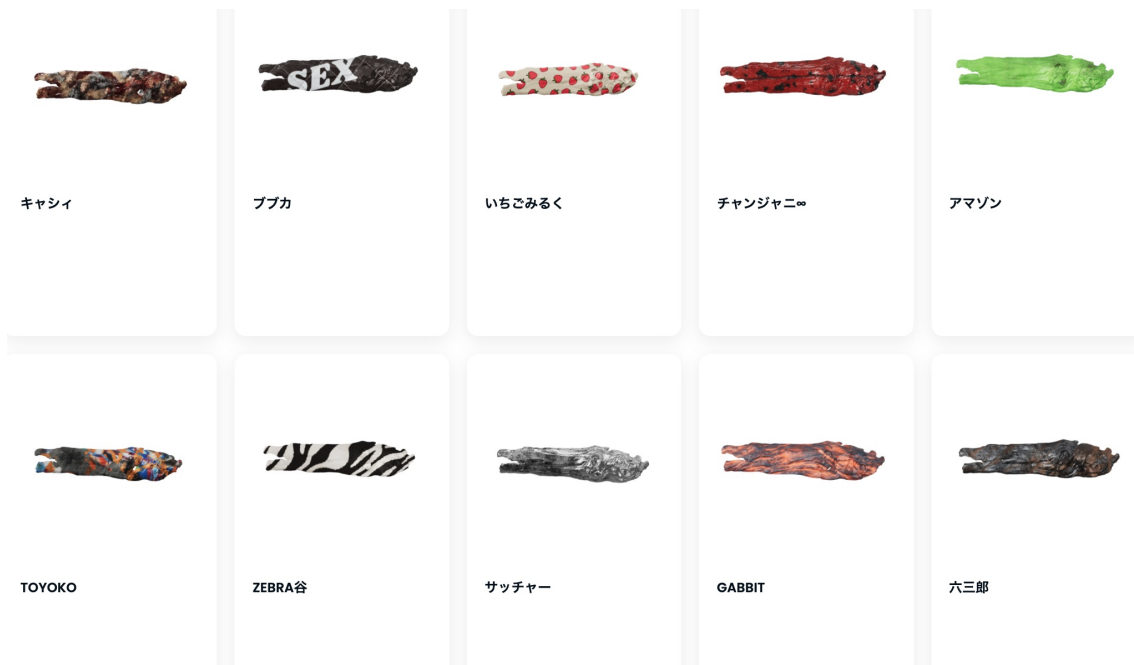 SEX
キャシィ
ブブカ
いちごみるく
チャンジャニ∞
アマゾン
TOYOKO
ZEBRA谷
サッチャー
GABBIT
六三郎